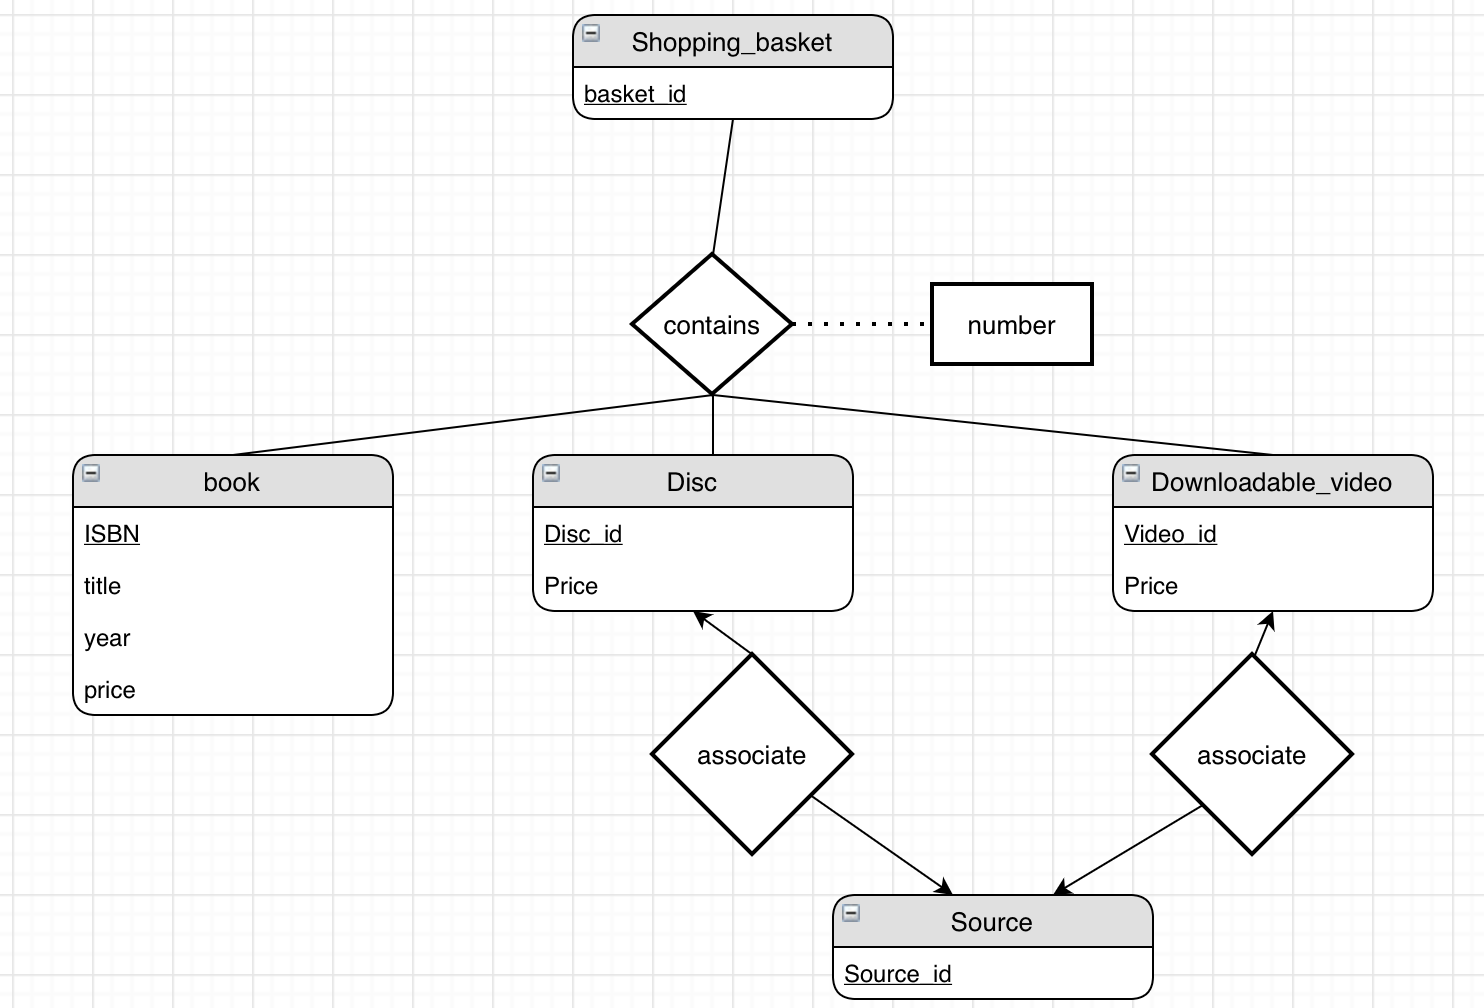 Shopping_basket
basket_id
contains
number
book
ISBN
title
year
price
Disc
Disc_id
Price
Downloadable_video
Video_id
Price
associate
associate
Source
Source_id